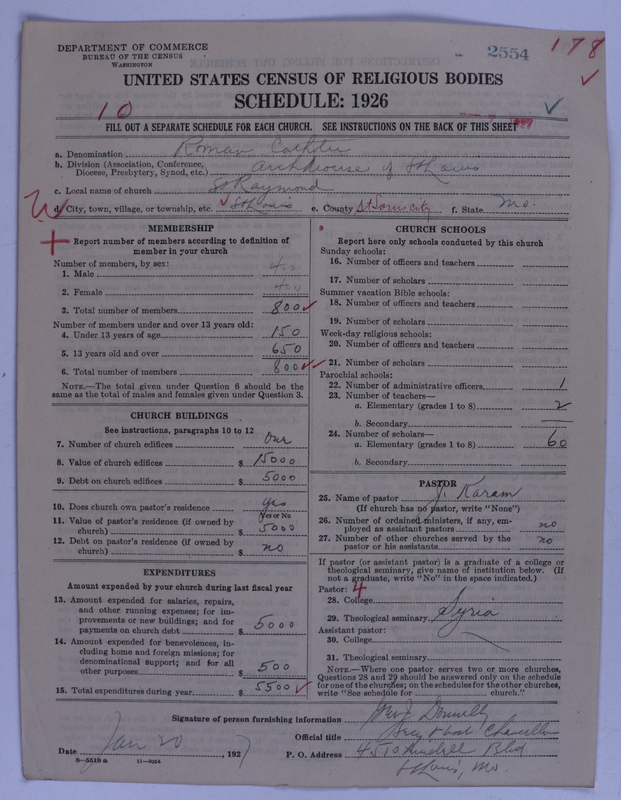 DEPARTMENT OF COMMERCE
BUREAU OF THE CENSUS
WASHINGTON
2554
178
UNITED STATES CENSUS OF RELIGIOUS BODIES
SCHEDULE: 1926
10
FILL OUT A SEPARATE SCHEDULE FOR EACH CHURCH. SEE INSTRUCTIONS ON THE BACK OF THIS SHEET
a. Denomination Roman Catholic
b. Division (Association, Conference, Diocese, Presbytery, Synod, etc.) Archdiocese of St Louis
c. Local name of church St Raymond
d. City, town, village, or township, etc. St Louis e. County St Louis city f. State Mo.
MEMBERSHIP
Report number of members according to definition of member in your church
Number of members, by sex:
1. Male 400
2. Female 400
3. Total number of members 800
Number of members under and over 13 years old:
4. Under 13 years of age 150
5. 13 years old and over 650
6. Total number of members 800
NOTE.—The total given under Question 6 should be the same as the total of males and females given under Question 3.
CHURCH BUILDINGS
See instructions, paragraphs 10 to 12
7. Number of church edifices One
8. Value of church edifices $ 15000
9. Debt on church edifices $ 5000
10. Does church own pastor's residence yes
Yes or No
11. Value of pastor's residence (if owned by church) $ 5000
12. Debt on pastor's residence (if owned by church) $ no
EXPENDITURES
Amount expended by your church during last fiscal year
13. Amount expended for salaries, repairs, and other running expenses; for improvements or new buildings; and for payments on church debt $ 5000
14. Amount expended for benevolences, including home and foreign missions; for denominational support; and for all other purposes $ 500
15. Total expenditures during year $ 5500
CHURCH SCHOOLS
Report here only schools conducted by this church
Sunday schools:
16. Number of officers and teachers
17. Number of scholars
Summer vacation Bible schools:
18. Number of officers and teachers
19. Number of scholars
Week-day religious schools:
20. Number of officers and teachers
21. Number of scholars
Parochial schools:
22. Number of administrative officers 1
23. Number of teachers—
a. Elementary (grades 1 to 8) 2
b. Secondary
24. Number of scholars—
a. Elementary (grades 1 to 8) 60
b. Secondary
PASTOR
25. Name of pastor J. Karam
(If church has no pastor, write "None")
26. Number of ordained ministers, if any, employed as assistant pastors no
27. Number of other churches served by the pastor or his assistants no
If pastor (or assistant pastor) is a graduate of a college or theological seminary, give name of institution below. (If not a graduate, write "No" in the space indicated.)
Pastor: 4
28. College
29. Theological seminary Syria
Assistant pastor:
30. College
31. Theological seminary
NOTE.—Where one pastor serves two or more churches, Questions 28 and 29 should be answered only on the schedule for one of the churches; on the schedules for the other churches, write "See schedule for church."
Signature of person furnishing information Donnelly
Official title Secy Chancellor
Date Jan 20, 1927 P. O. Address 4510 Lindell Blvd
St Louis, Mo.
8—5519a 11—9034